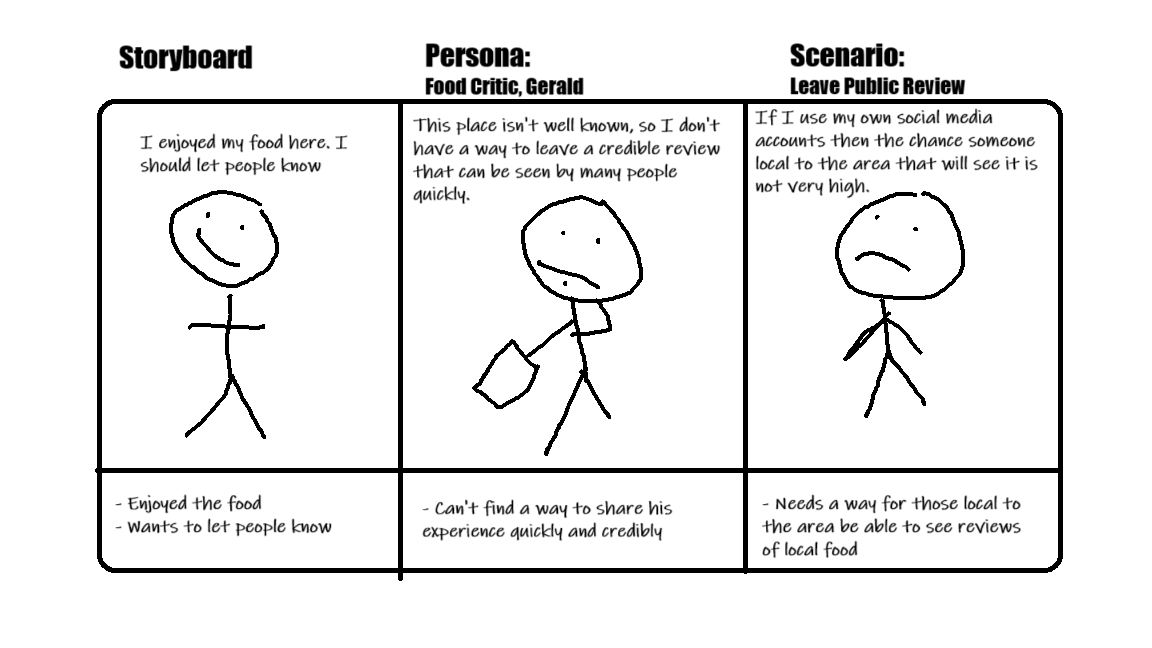 Storyboard
Persona:
Food Critic, Gerald
Scenario:
Leave Public Review
I enjoyed my food here. I
should let people know
This place isn't well known, so I don't
have a way to leave a credible review
that can be seen by many people
quickly.
If I use my own social media
accounts then the chance someone
local to the area that will see it is
not very high.
- Enjoyed the food
- Wants to let people know
- Can't find a way to share his
experience quickly and credibly
- Needs a way for those local to
the area be able to see reviews
of local food